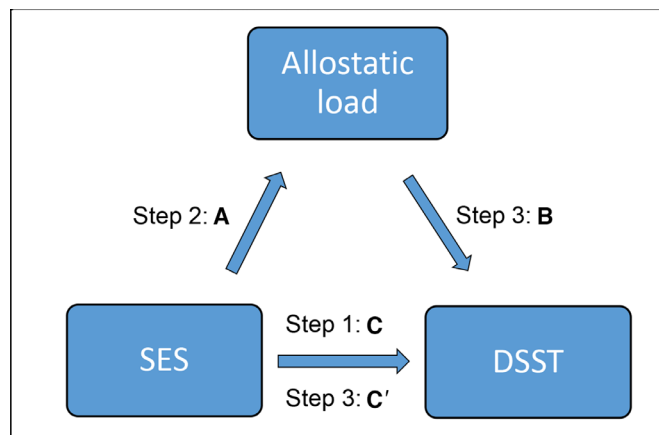 Allostatic
load
Step 2: A
Step 3: B
SES
Step 1: C
Step 3: C′
DSST